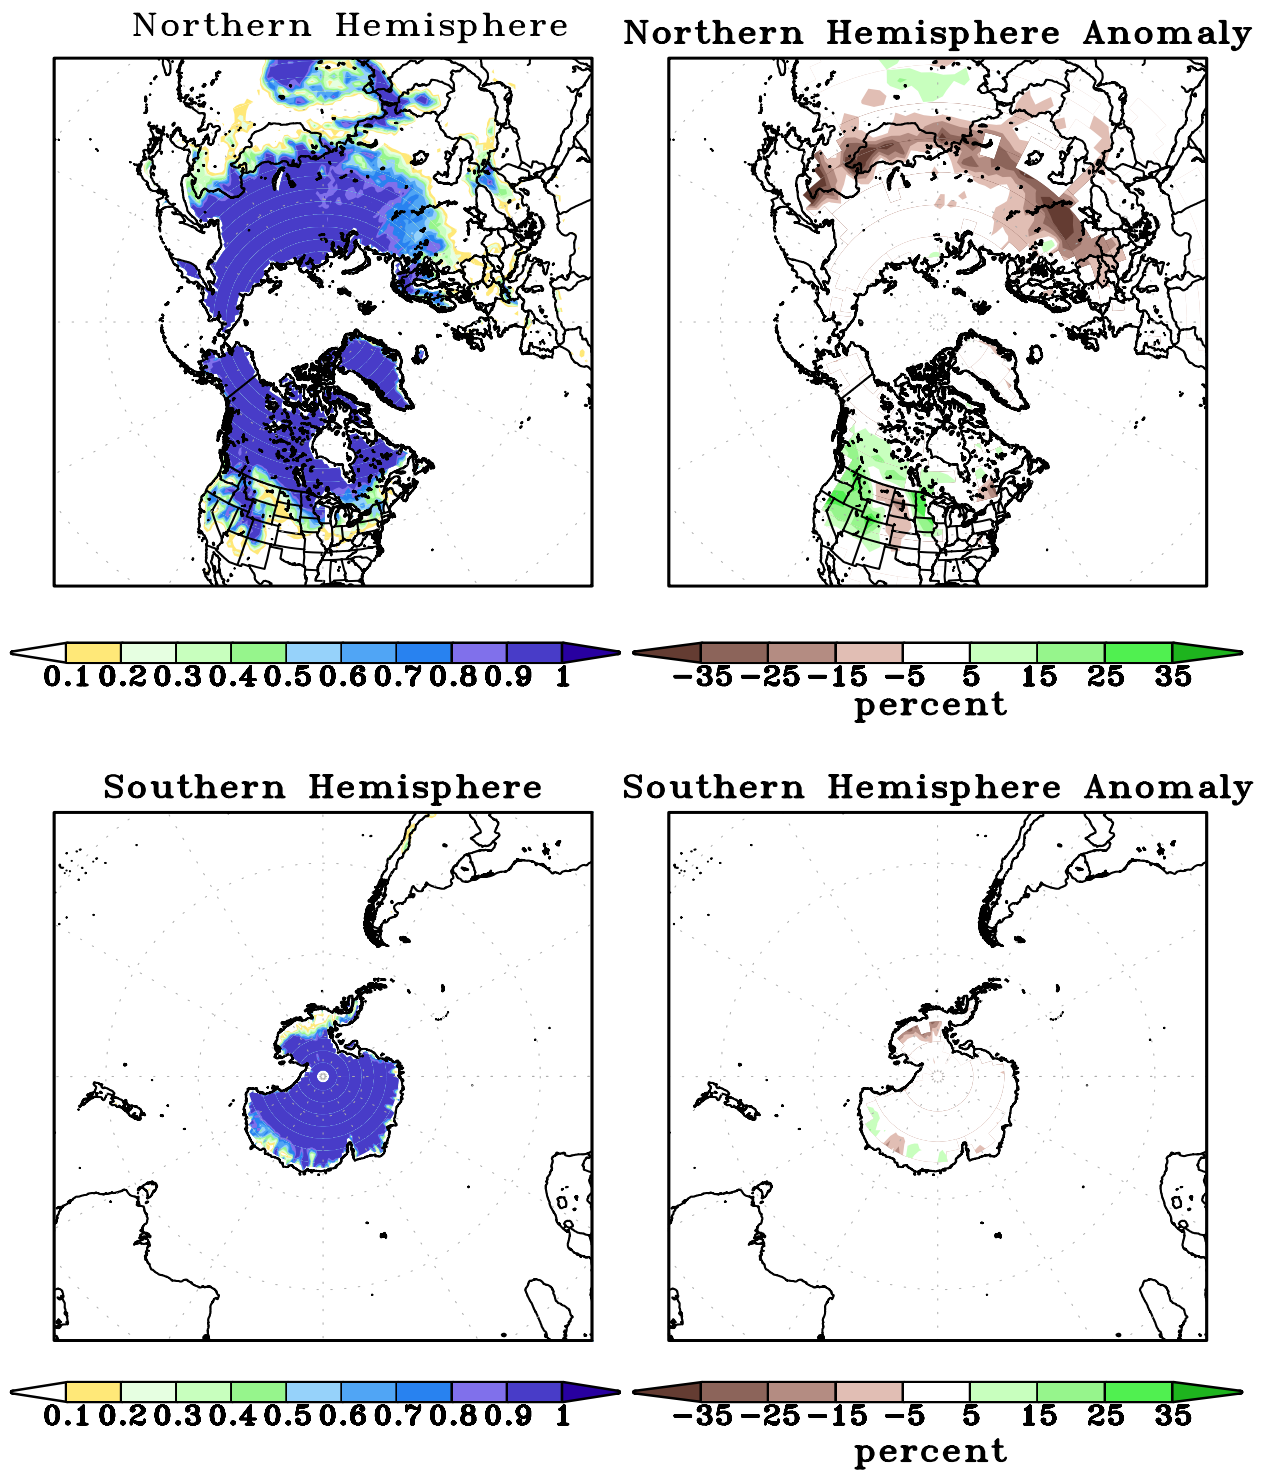 Northern Hemisphere
Northern Hemisphere Anomaly
0.1 0.2 0.3 0.4 0.5 0.6 0.7 0.8 0.9 1
-35 -25 -15 -5 5 15 25 35
percent
Southern Hemisphere
Southern Hemisphere Anomaly
0.1 0.2 0.3 0.4 0.5 0.6 0.7 0.8 0.9 1
-35 -25 -15 -5 5 15 25 35
percent